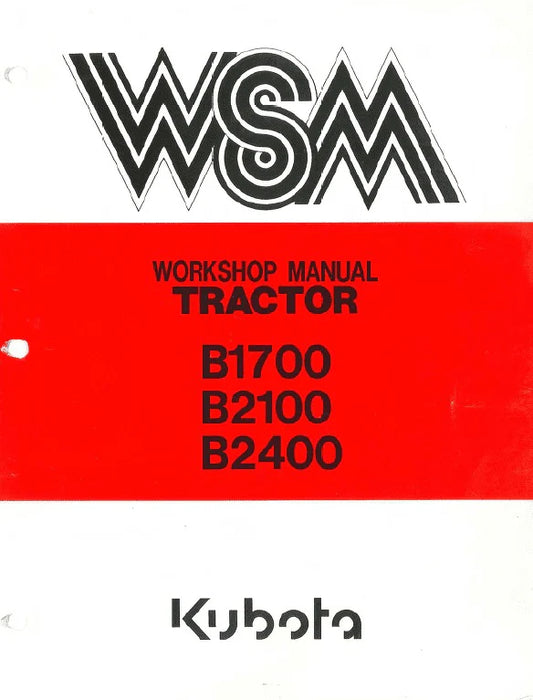 WSM
WORKSHOP MANUAL
TRACTOR
B1700
B2100
B2400
Kubota